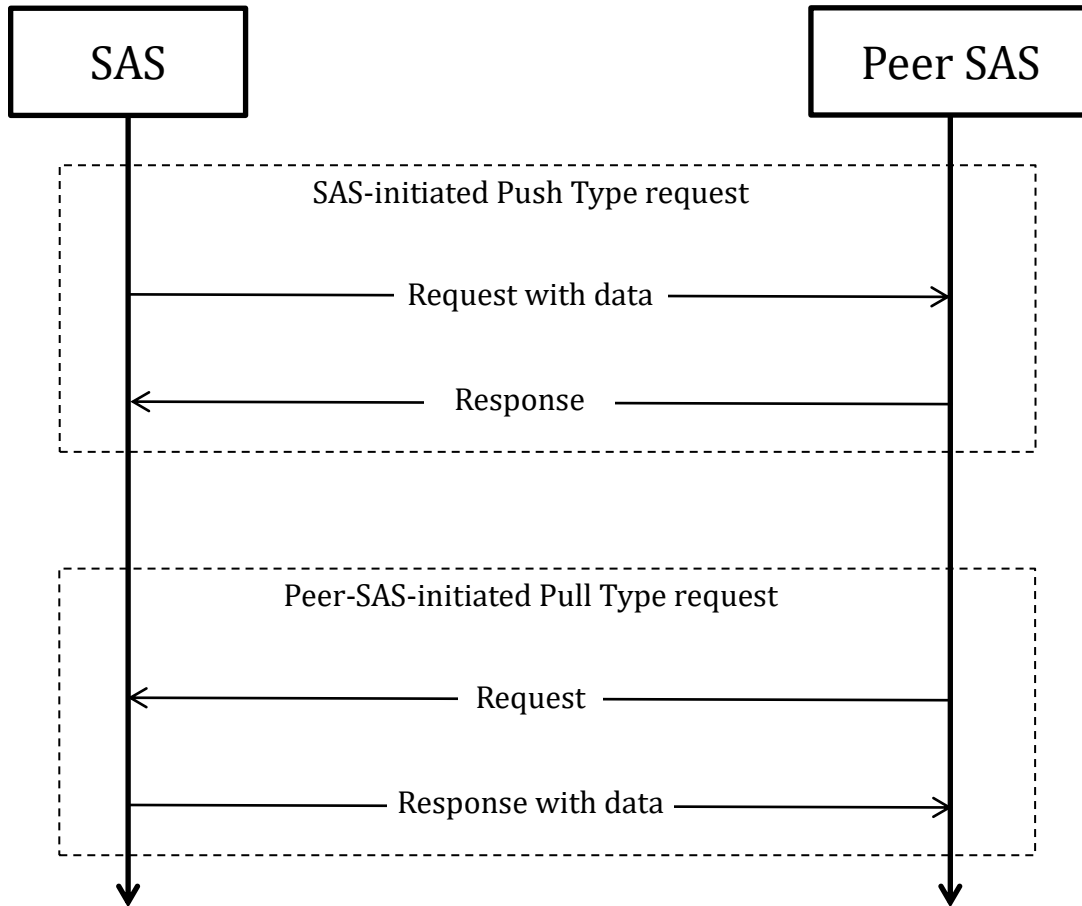 SAS
Peer SAS
SAS-initiated Push Type request
Request with data
Response
Peer-SAS-initiated Pull Type request
Request
Response with data